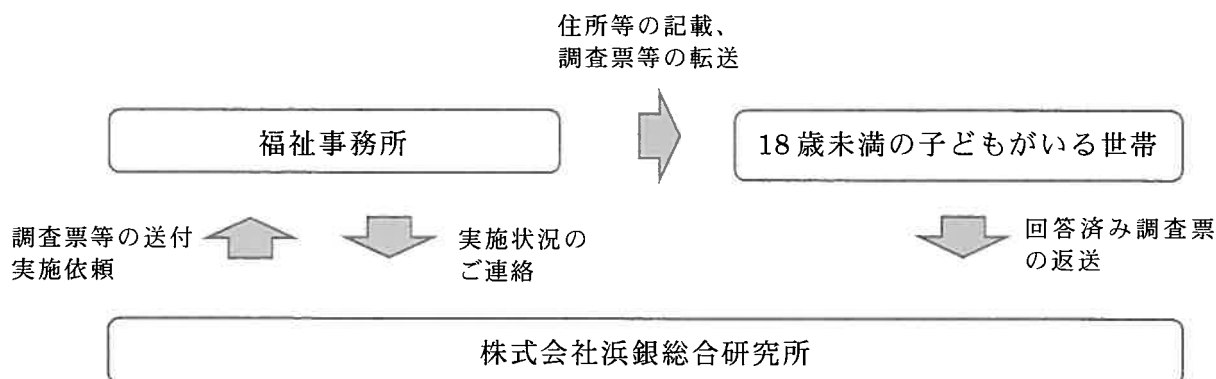 住所等の記載、
調査票等の転送
福祉事務所
18歳未満の子どもがいる世帯
調査票等の送付
実施依頼
実施状況の
ご連絡
回答済み調査票
の返送
株式会社浜銀総合研究所